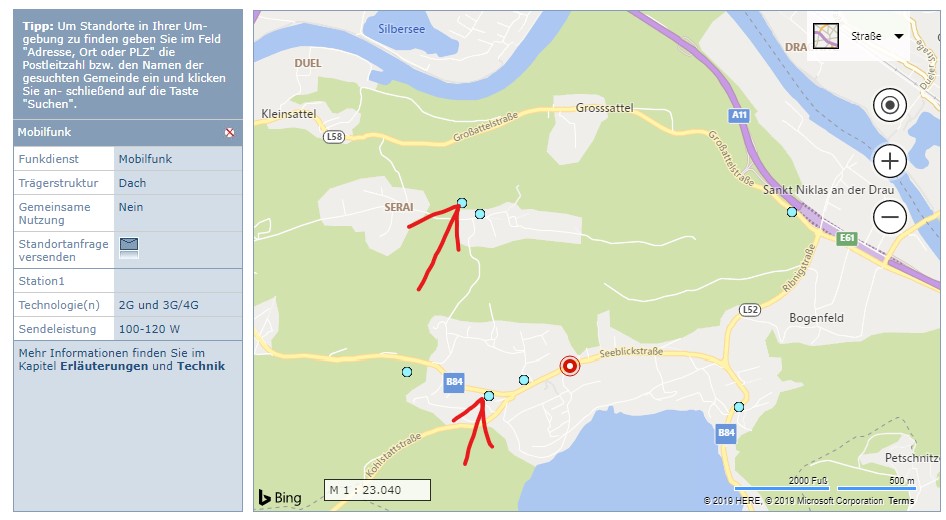 Tipp: Um Standorte in Ihrer Um-
gebung zu finden geben Sie im Feld
"Adresse, Ort oder PLZ" die
Postleitzahl bzw. den Namen der
gesuchten Gemeinde ein und klicken
Sie an- schließend auf die Taste
"Suchen".
Mobilfunk
Funkdienst Mobilfunk
Trägerstruktur Dach
Gemeinsame Nein
Nutzung
Standortanfrage
versenden
Station1
Technologie(n) 2G und 3G/4G
Sendeleistung 100-120 W
Mehr Informationen finden Sie im
Kapitel Erläuterungen und Technik
Silbersee
DRA
Straße
DUEL
Dueler Straße
Kleinsattel
Grosssattel
A11
L58
Großattelstraße
Großattelstraße
Sankt Niklas an der Drau
SERAI
E61
Ribnigstraße
L52
Bogenfeld
Seeblickstraße
B84
B84
Kohlstattstraße
Petschnitze
Bing
M 1 : 23.040
2000 Fuß 500 m
© 2019 HERE, © 2019 Microsoft Corporation Terms